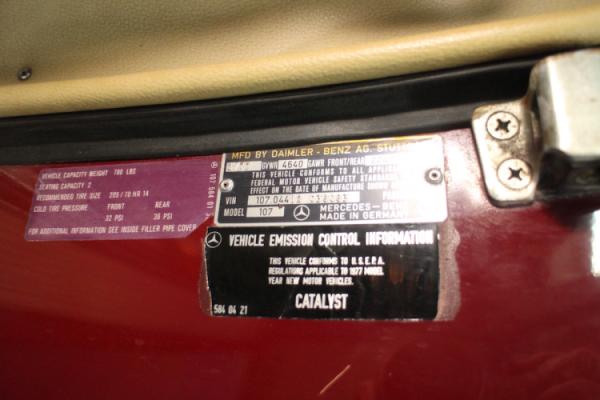 VEHICLE CAPACITY WEIGHT 700 LBS
SEATING CAPACITY 2
RECOMMENDED TIRE SIZE 205/70 HR 14
COLD TIRE PRESSURE: FRONT REAR
32 PSI 36 PSI
FOR ADDITIONAL INFORMATION SEE INSIDE FILLER PIPE COVER
MFD BY DAIMLER-BENZ AG. STUTTGART
GVWR 4640 GAWR FRONT/REAR
THIS VEHICLE CONFORMS TO ALL APPLICABLE
FEDERAL MOTOR VEHICLE SAFETY STANDARDS
EFFECT ON THE DATE OF MANUFACTURE SHOWN
VIN 107.044
MODEL 107 MERCEDES-BENZ
MADE IN GERMANY
VEHICLE EMISSION CONTROL INFORMATION
THIS VEHICLE CONFORMS TO U.S.E.P.A.
REGULATIONS APPLICABLE TO 1977 MODEL
YEAR NEW MOTOR VEHICLES.
CATALYST
584 04 21